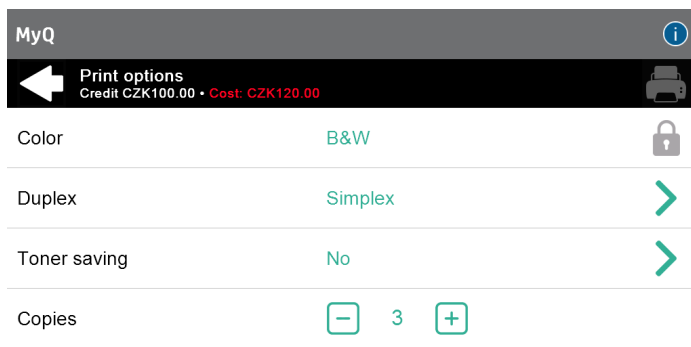 MyQ
i
Print options
Credit CZK100.00 • Cost: CZK120.00
Color B&W
Duplex Simplex
Toner saving No
Copies − 3 +